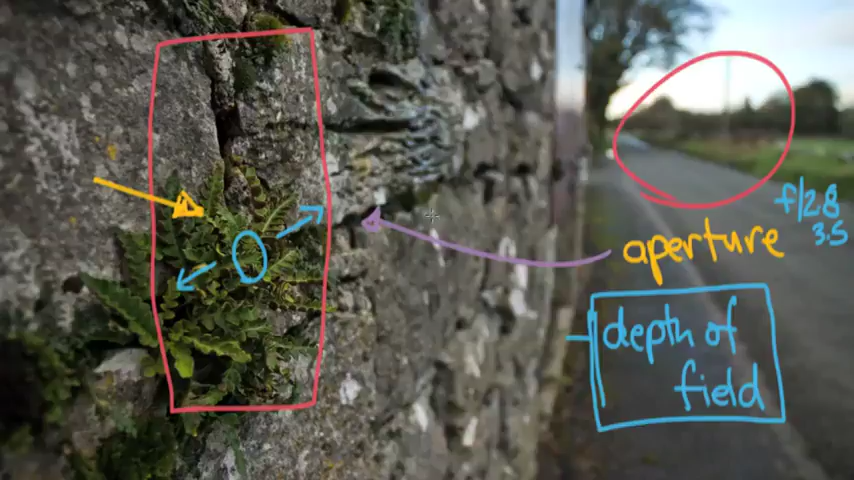 f/2.8
3.5
aperture
depth of
field